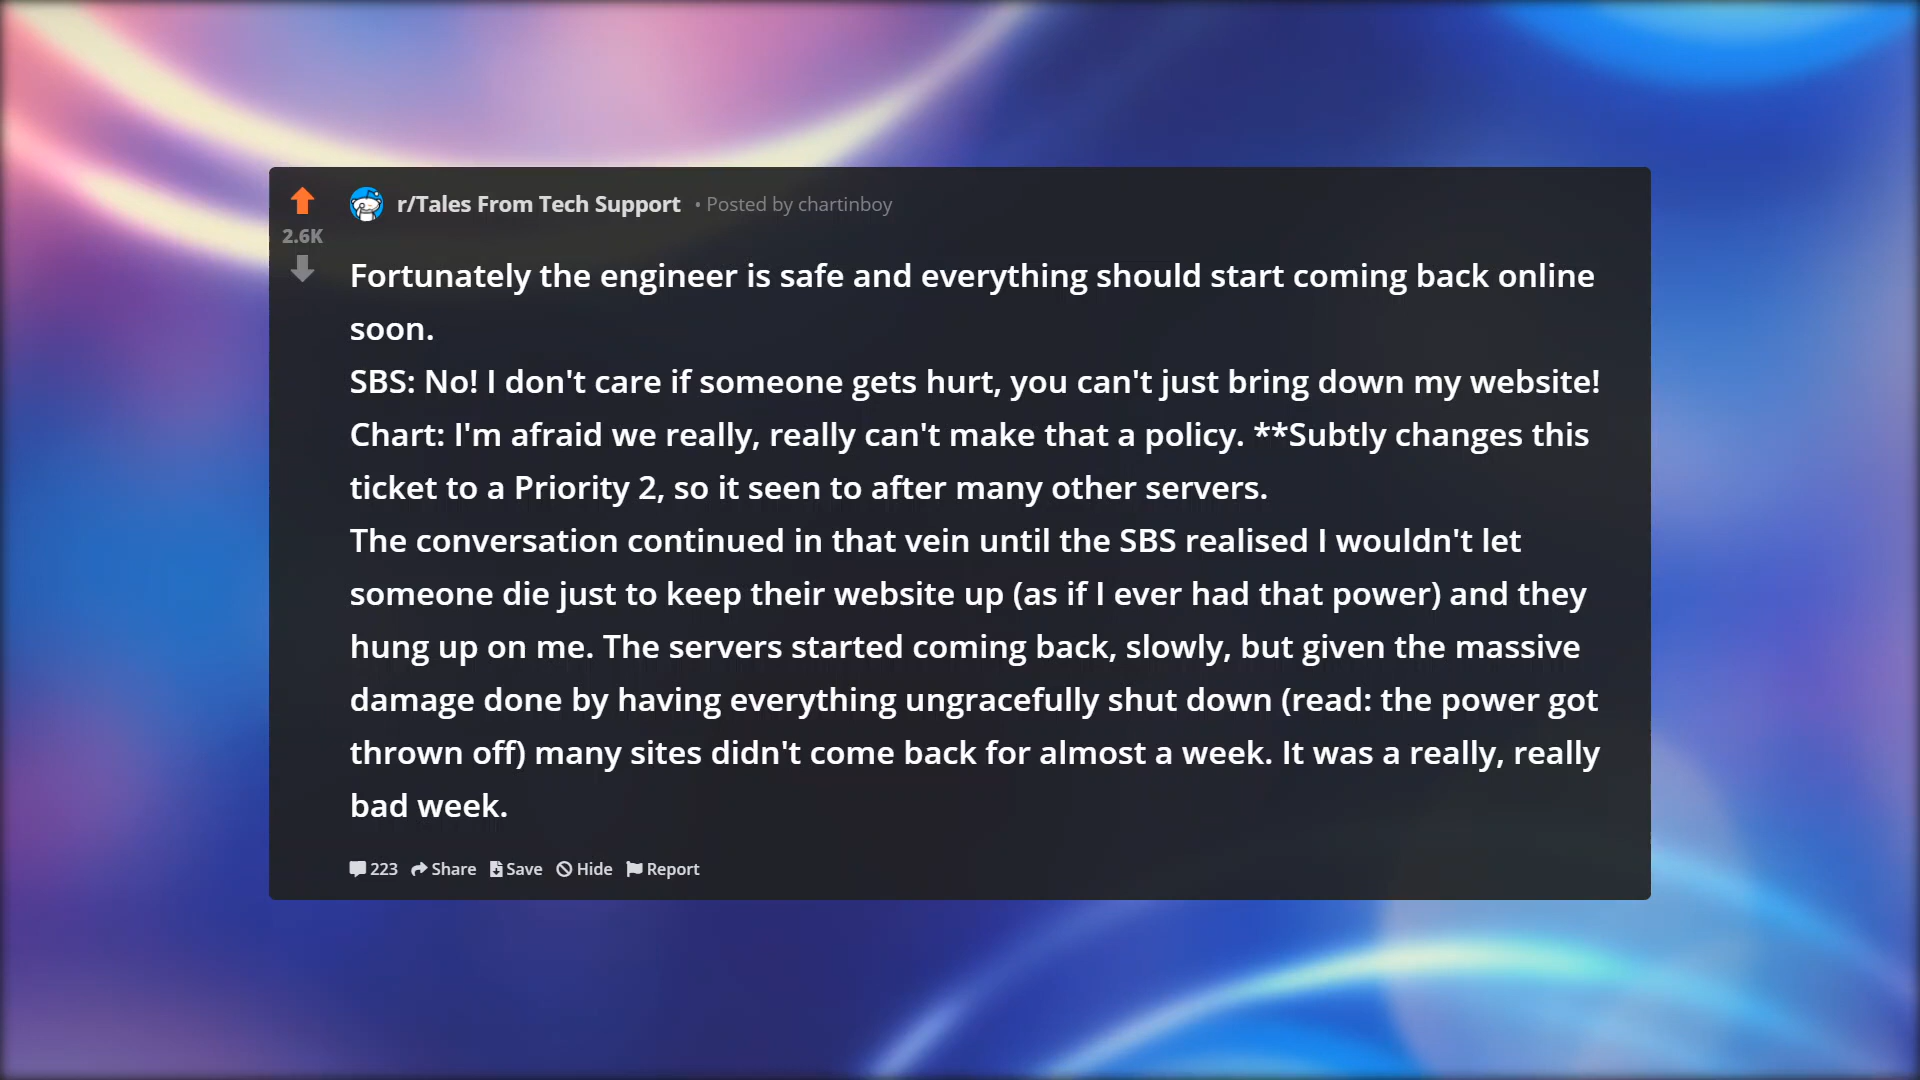 r/Tales From Tech Support • Posted by chartinboy
2.6K
Fortunately the engineer is safe and everything should start coming back online
soon.
SBS: No! I don't care if someone gets hurt, you can't just bring down my website!
Chart: I'm afraid we really, really can't make that a policy. **Subtly changes this
ticket to a Priority 2, so it seen to after many other servers.
The conversation continued in that vein until the SBS realised I wouldn't let
someone die just to keep their website up (as if I ever had that power) and they
hung up on me. The servers started coming back, slowly, but given the massive
damage done by having everything ungracefully shut down (read: the power got
thrown off) many sites didn't come back for almost a week. It was a really, really
bad week.
223 Share Save Hide Report